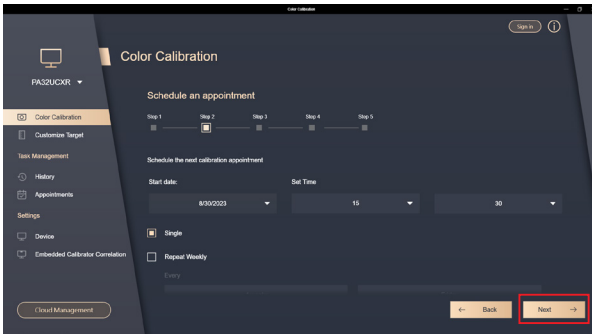 Color Calibration
Sign in
PA32UCXR
Color Calibration
Color Calibration
Customize Target
Task Management
History
Appointments
Settings
Device
Embedded Calibrator Correlation
Cloud Management
Schedule an appointment
Step 1 Step 2 Step 3 Step 4 Step 5
Schedule the next calibration appointment
Start date: Set Time
8/30/2023 15 30
Single
Repeat Weekly
Every
← Back Next →